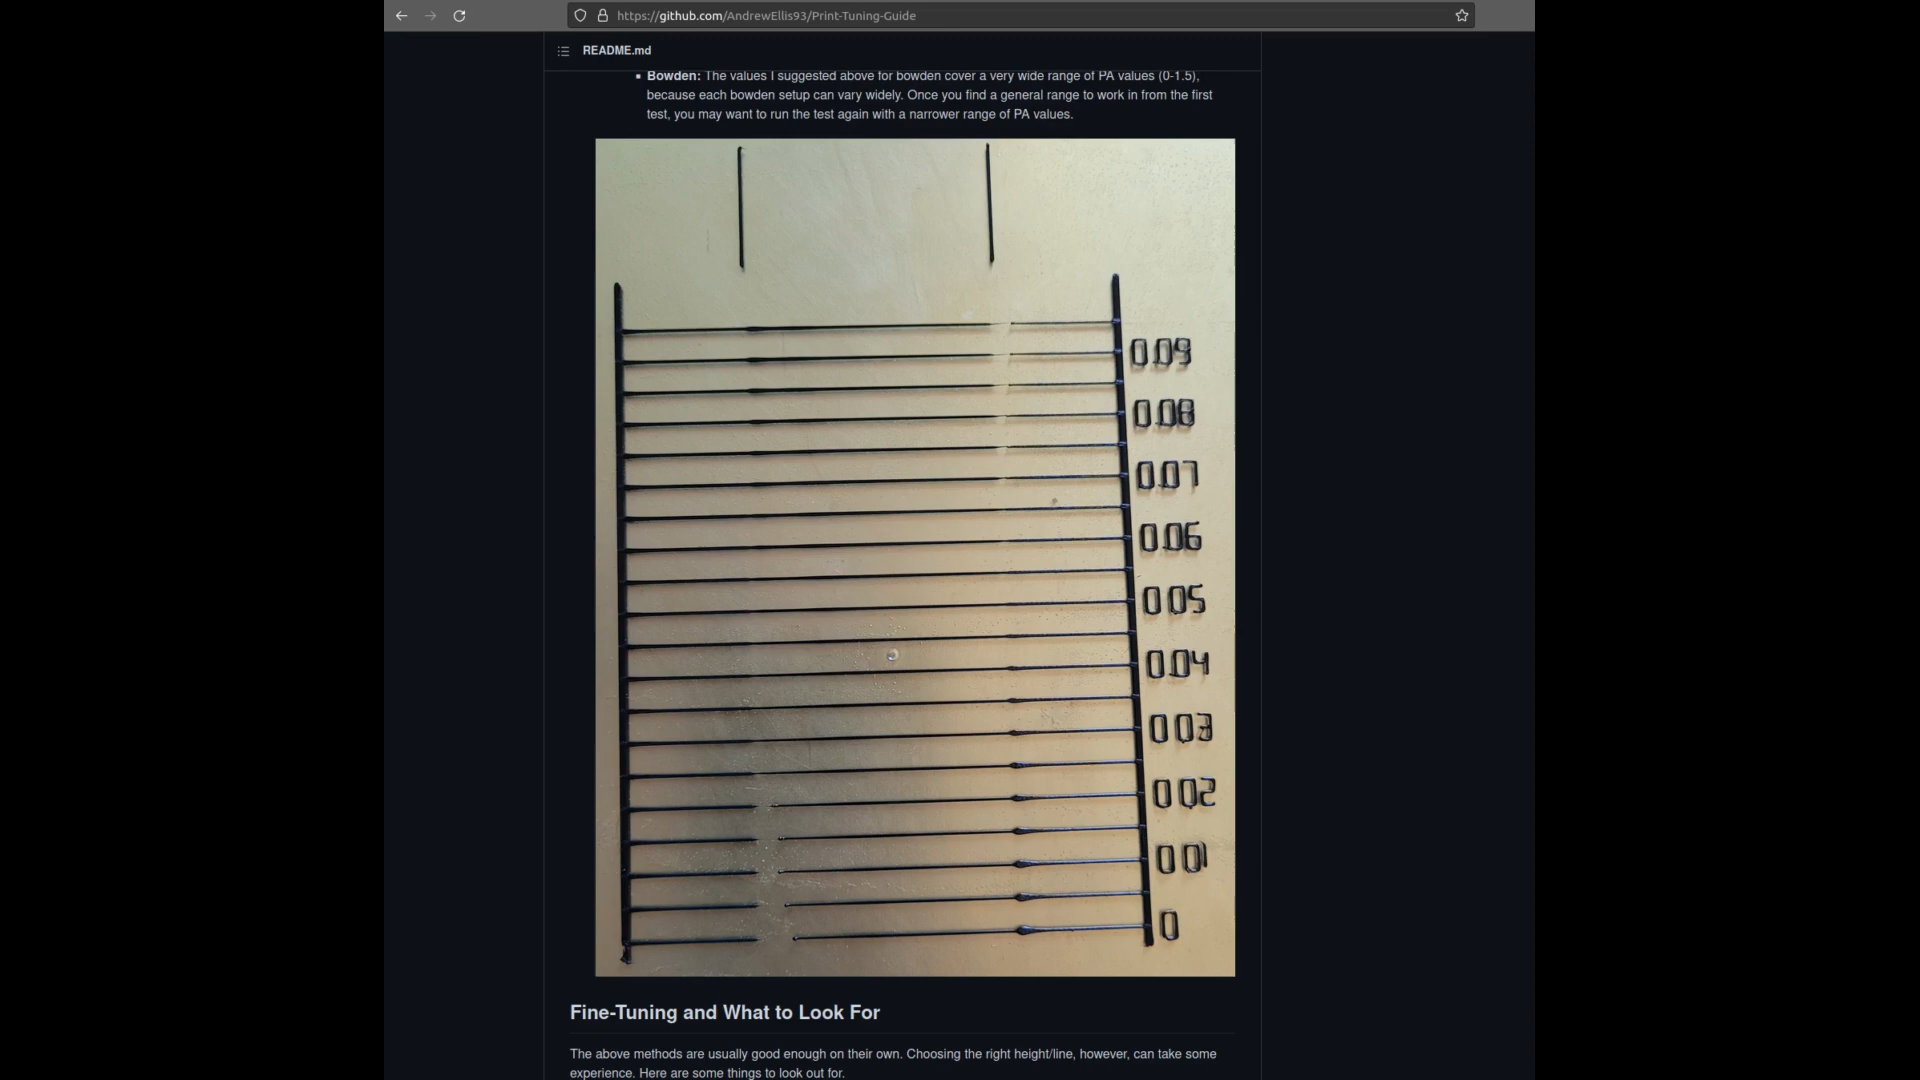 https://github.com/AndrewEllis93/Print-Tuning-Guide
README.md
▪ Bowden: The values I suggested above for bowden cover a very wide range of PA values (0-1.5),
because each bowden setup can vary widely. Once you find a general range to work in from the first
test, you may want to run the test again with a narrower range of PA values.
0.09
0.08
0.07
0.06
0.05
0.04
0.03
0.02
0.01
0
Fine-Tuning and What to Look For
The above methods are usually good enough on their own. Choosing the right height/line, however, can take some
experience. Here are some things to look out for.